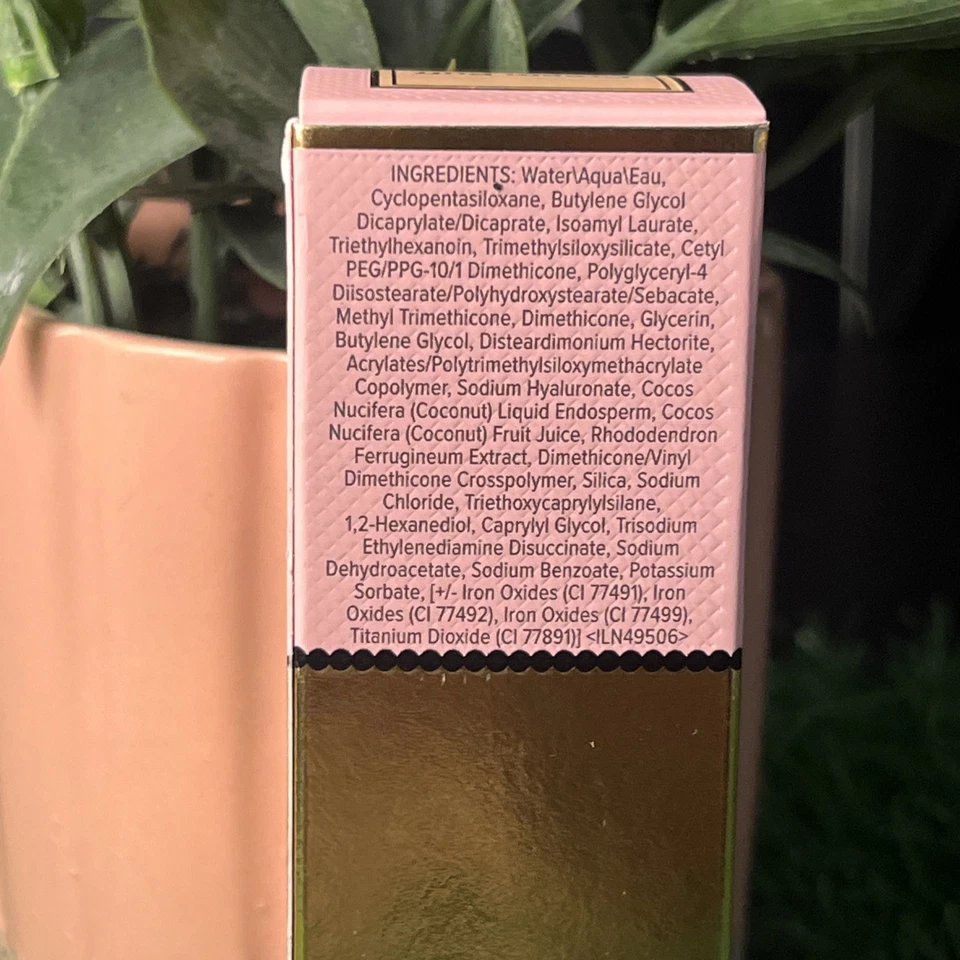 INGREDIENTS: Water\Aqua\Eau,
Cyclopentasiloxane, Butylene Glycol
Dicaprylate/Dicaprate, Isoamyl Laurate,
Triethylhexanoin, Trimethylsiloxysilicate, Cetyl
PEG/PPG-10/1 Dimethicone, Polyglyceryl-4
Diisostearate/Polyhydroxystearate/Sebacate,
Methyl Trimethicone, Dimethicone, Glycerin,
Butylene Glycol, Disteardimonium Hectorite,
Acrylates/Polytrimethylsiloxymethacrylate
Copolymer, Sodium Hyaluronate, Cocos
Nucifera (Coconut) Liquid Endosperm, Cocos
Nucifera (Coconut) Fruit Juice, Rhododendron
Ferrugineum Extract, Dimethicone/Vinyl
Dimethicone Crosspolymer, Silica, Sodium
Chloride, Triethoxycaprylylsilane,
1,2-Hexanediol, Caprylyl Glycol, Trisodium
Ethylenediamine Disuccinate, Sodium
Dehydroacetate, Sodium Benzoate, Potassium
Sorbate, [+/- Iron Oxides (CI 77491), Iron
Oxides (CI 77492), Iron Oxides (CI 77499),
Titanium Dioxide (CI 77891)] <ILN49506>